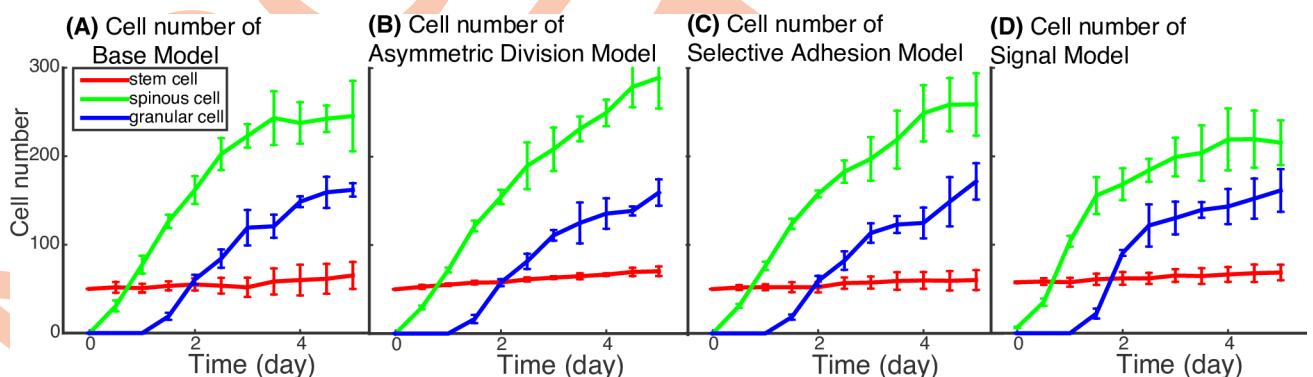 (A) Cell number of
Base Model
(B) Cell number of
Asymmetric Division Model
(C) Cell number of
Selective Adhesion Model
(D) Cell number of
Signal Model
300
200
100
0
Cell number
stem cell
spinous cell
granular cell
0 2 4
Time (day)
0 2 4
Time (day)
0 2 4
Time (day)
0 2 4
Time (day)